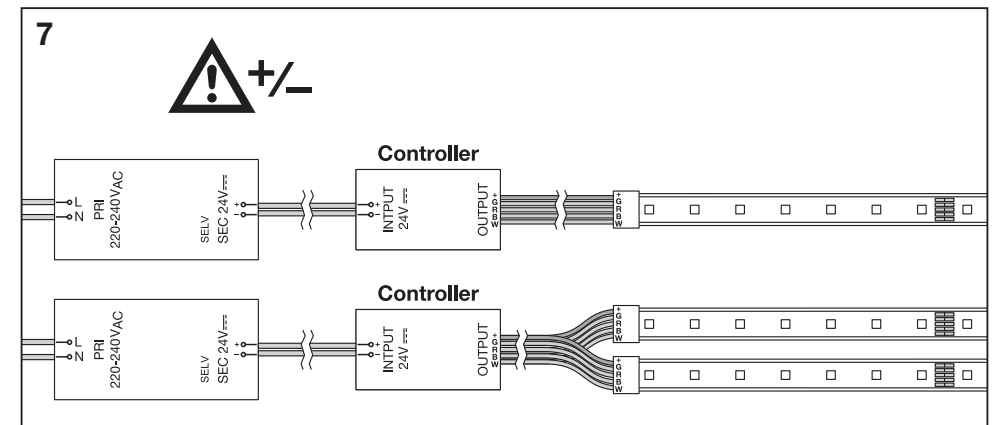 7
+/−
Controller
L
N
PRI
220-240VAC
SELV
SEC 24V
+
−
+
−
INTPUT
24V
OUTPUT
+
G
R
B
W
+
G
R
B
W
Controller
L
N
PRI
220-240VAC
SELV
SEC 24V
+
−
+
−
INTPUT
24V
OUTPUT
+
G
R
B
W
+
G
R
B
W
+
G
R
B
W